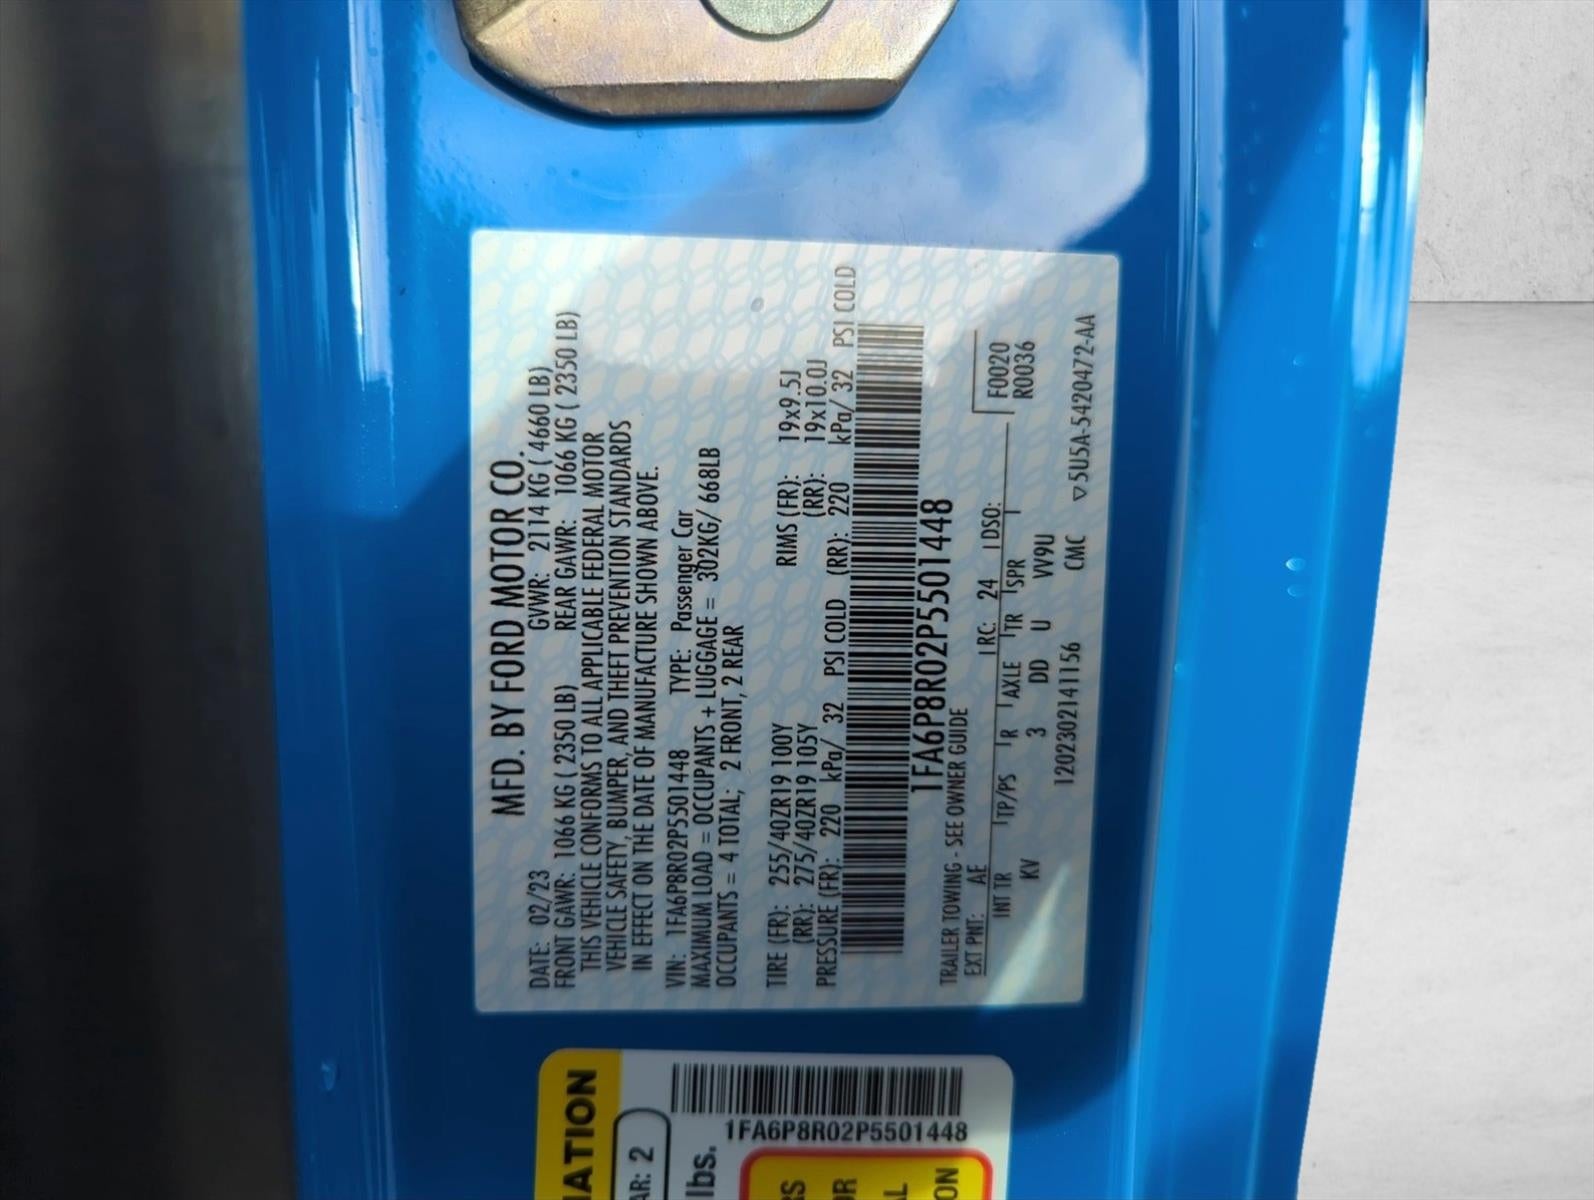 MFD. BY FORD MOTOR CO.
DATE: 02/23 GVWR: 2114 KG ( 4660 LB)
FRONT GAWR: 1066 KG ( 2350 LB) REAR GAWR: 1066 KG ( 2350 LB)
THIS VEHICLE CONFORMS TO ALL APPLICABLE FEDERAL MOTOR
VEHICLE SAFETY, BUMPER, AND THEFT PREVENTION STANDARDS
IN EFFECT ON THE DATE OF MANUFACTURE SHOWN ABOVE.
VIN: 1FA6P8R02P5501448 TYPE: Passenger Car
MAXIMUM LOAD = OCCUPANTS + LUGGAGE = 302KG/ 668LB
OCCUPANTS = 4 TOTAL; 2 FRONT, 2 REAR
TIRE (FR): 255/40ZR19 100Y RIMS (FR): 19x9.5J
(RR): 275/40ZR19 105Y (RR): 19x10.0J
PRESSURE (FR): 220 kPa/ 32 PSI COLD (RR): 220 kPa/ 32 PSI COLD
1FA6P8R02P5501448
TRAILER TOWING - SEE OWNER GUIDE
EXT PNT: AE RC: 24 DSO:
F0020
R0036
INT TR TP/PS R AXLE TR SPR
KV 3 DD U W9U
1202302141156 CMC ▽5U5A-5420472-AA
1FA6P8R02P5501448
2
lbs.